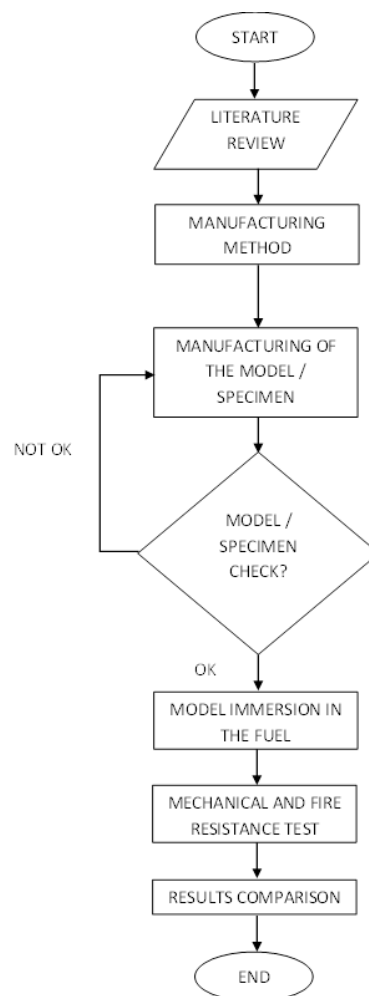 START
LITERATURE
REVIEW
MANUFACTURING
METHOD
MANUFACTURING OF
THE MODEL /
SPECIMEN
NOT OK
MODEL /
SPECIMEN
CHECK?
OK
MODEL IMMERSION IN
THE FUEL
MECHANICAL AND FIRE
RESISTANCE TEST
RESULTS COMPARISON
END